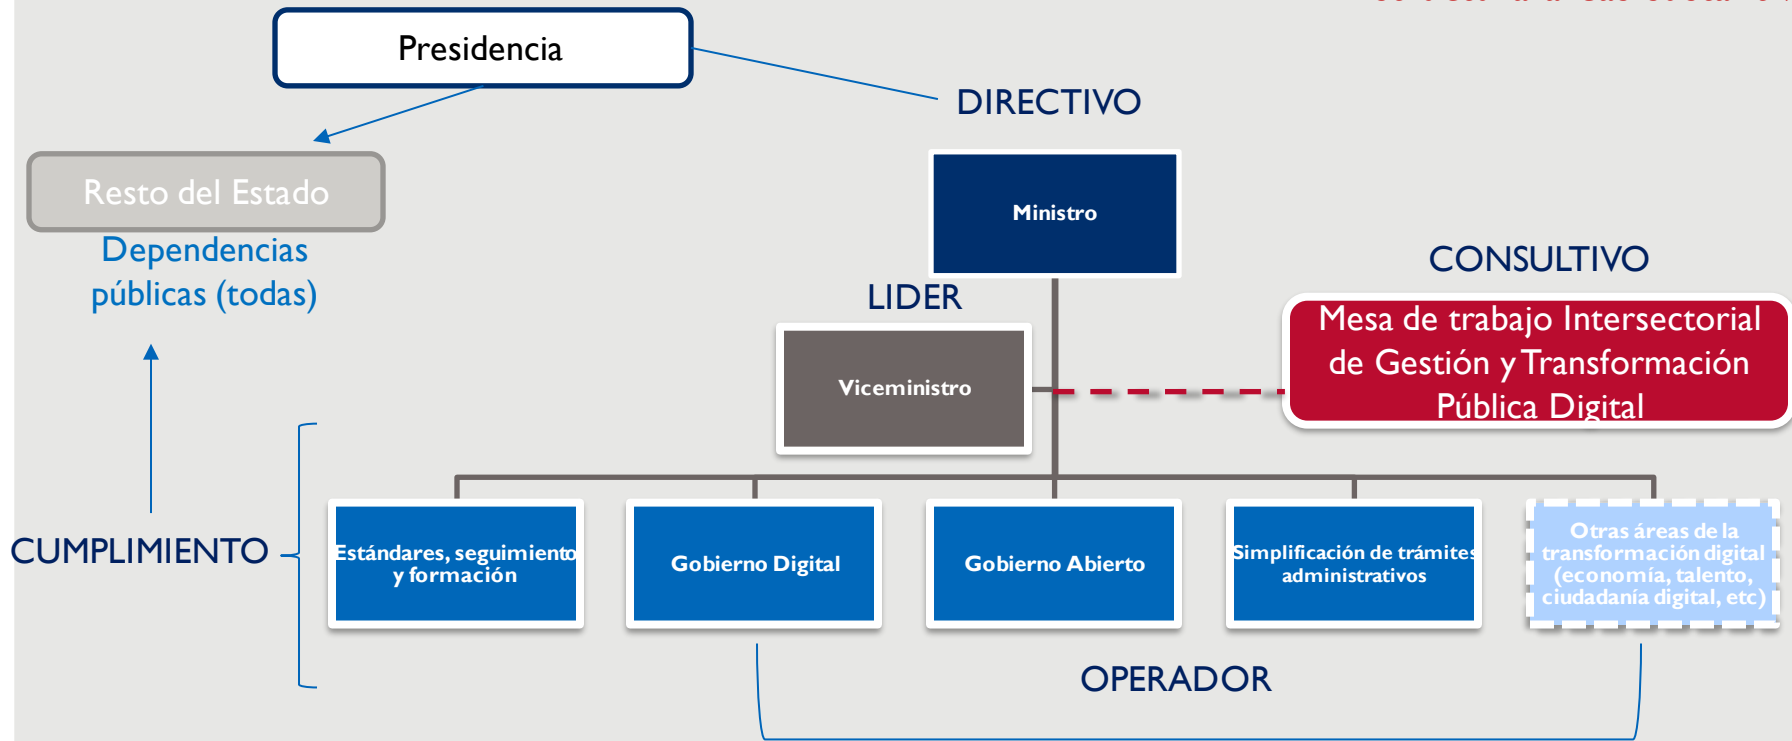 Presidencia
DIRECTIVO
Resto del Estado
Dependencias
públicas (todas)
Ministro
CONSULTIVO
LIDER
Mesa de trabajo Intersectorial
de Gestión y Transformación
Pública Digital
Viceministro
CUMPLIMIENTO
Estándares, seguimiento
y formación
Gobierno Digital
Gobierno Abierto
Simplificación de trámites
administrativos
Otras áreas de la
transformación digital
(economía, talento,
ciudadanía digital, etc)
OPERADOR